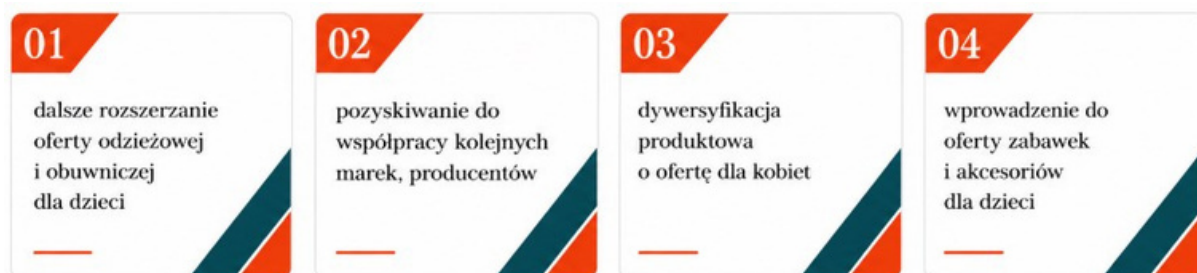 01
dalsze rozszerzanie
oferty odzieżowej
i obuwniczej
dla dzieci
02
pozyskiwanie do
współpracy kolejnych
marek, producentów
03
dywersyfikacja
produktowa
o ofertę dla kobiet
04
wprowadzenie do
oferty zabawek
i akcesoriów
dla dzieci